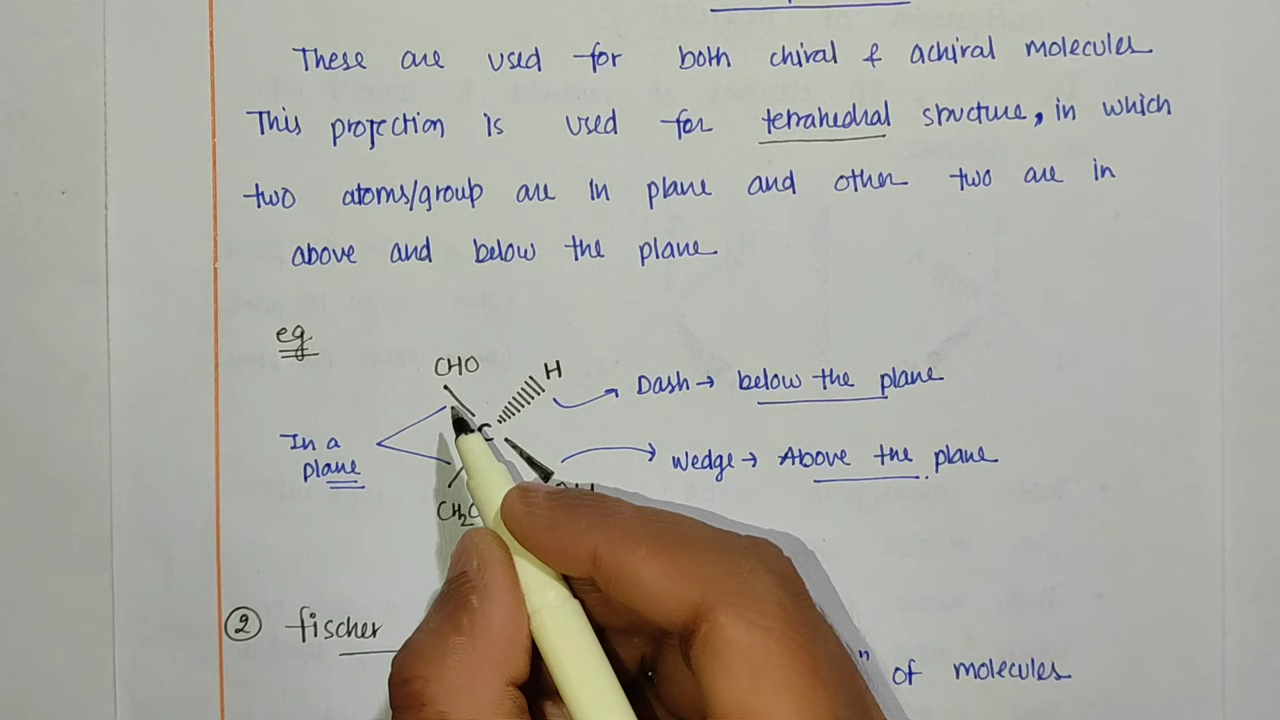 These are used for both chiral & achiral molecules
This projection is used for tetrahedral structure, in which
two atoms/group are in plane and other two are in
above and below the plane
eg
CHO
H
Dash → below the plane
In a
plane
C
Wedge → Above the plane.
② fischer
of molecules